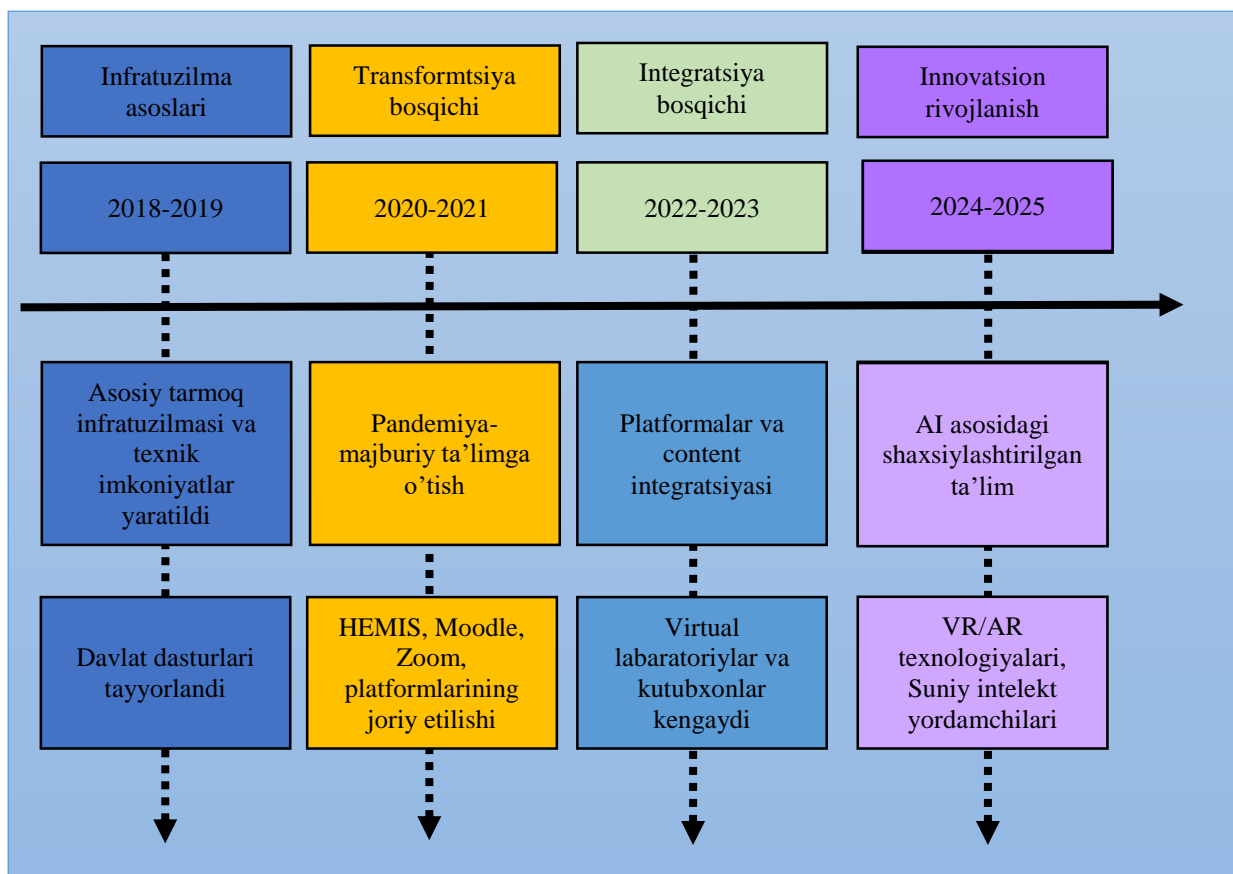 Infratuzilma
asoslari
Transformtsiya
bosqichi
Integratsiya
bosqichi
Innovatsion
rivojlanish
2018-2019
2020-2021
2022-2023
2024-2025
Asosiy tarmoq
infratuzilmasi va
texnik
imkoniyatlar
yaratildi
Pandemiya-
majburiy ta’limga
o’tish
Platformalar va
content
integratsiyasi
AI asosidagi
shaxsiylashtirilgan
ta’lim
Davlat dasturlari
tayyorlandi
HEMIS, Moodle,
Zoom,
platformlarining
joriy etilishi
Virtual
labaratoriylar va
kutubxonlar
kengaydi
VR/AR
texnologiyalari,
Suniy intelekt
yordamchilari